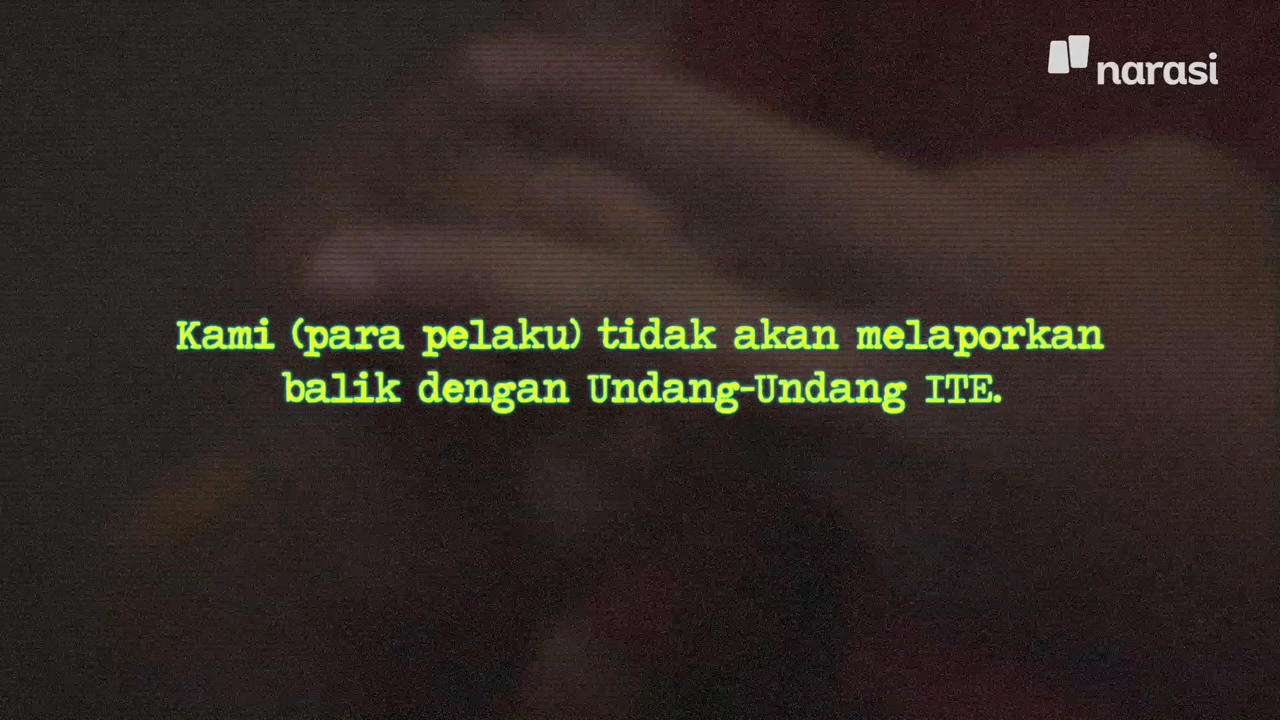 narasi
Kami (para pelaku) tidak akan melaporkan
balik dengan Undang-Undang ITE.